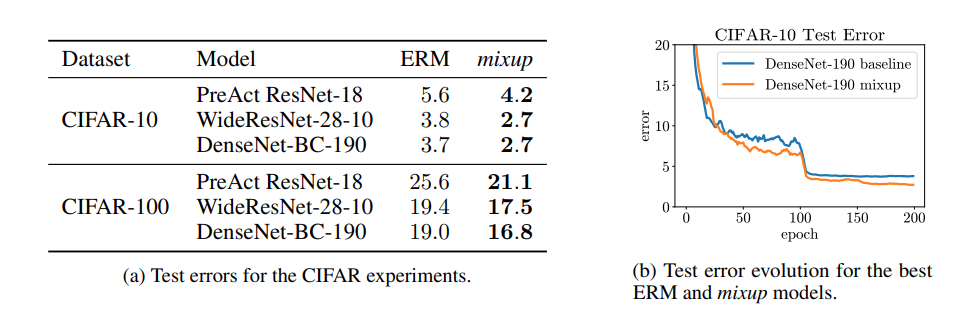 Dataset Model ERM mixup
PreAct ResNet-18 5.6 4.2
CIFAR-10 WideResNet-28-10 3.8 2.7
DenseNet-BC-190 3.7 2.7
PreAct ResNet-18 25.6 21.1
CIFAR-100 WideResNet-28-10 19.4 17.5
DenseNet-BC-190 19.0 16.8
(a) Test errors for the CIFAR experiments.
CIFAR-10 Test Error
DenseNet-190 baseline
DenseNet-190 mixup
20
15
10
5
0
error
0 50 100 150 200
epoch
(b) Test error evolution for the best
ERM and mixup models.